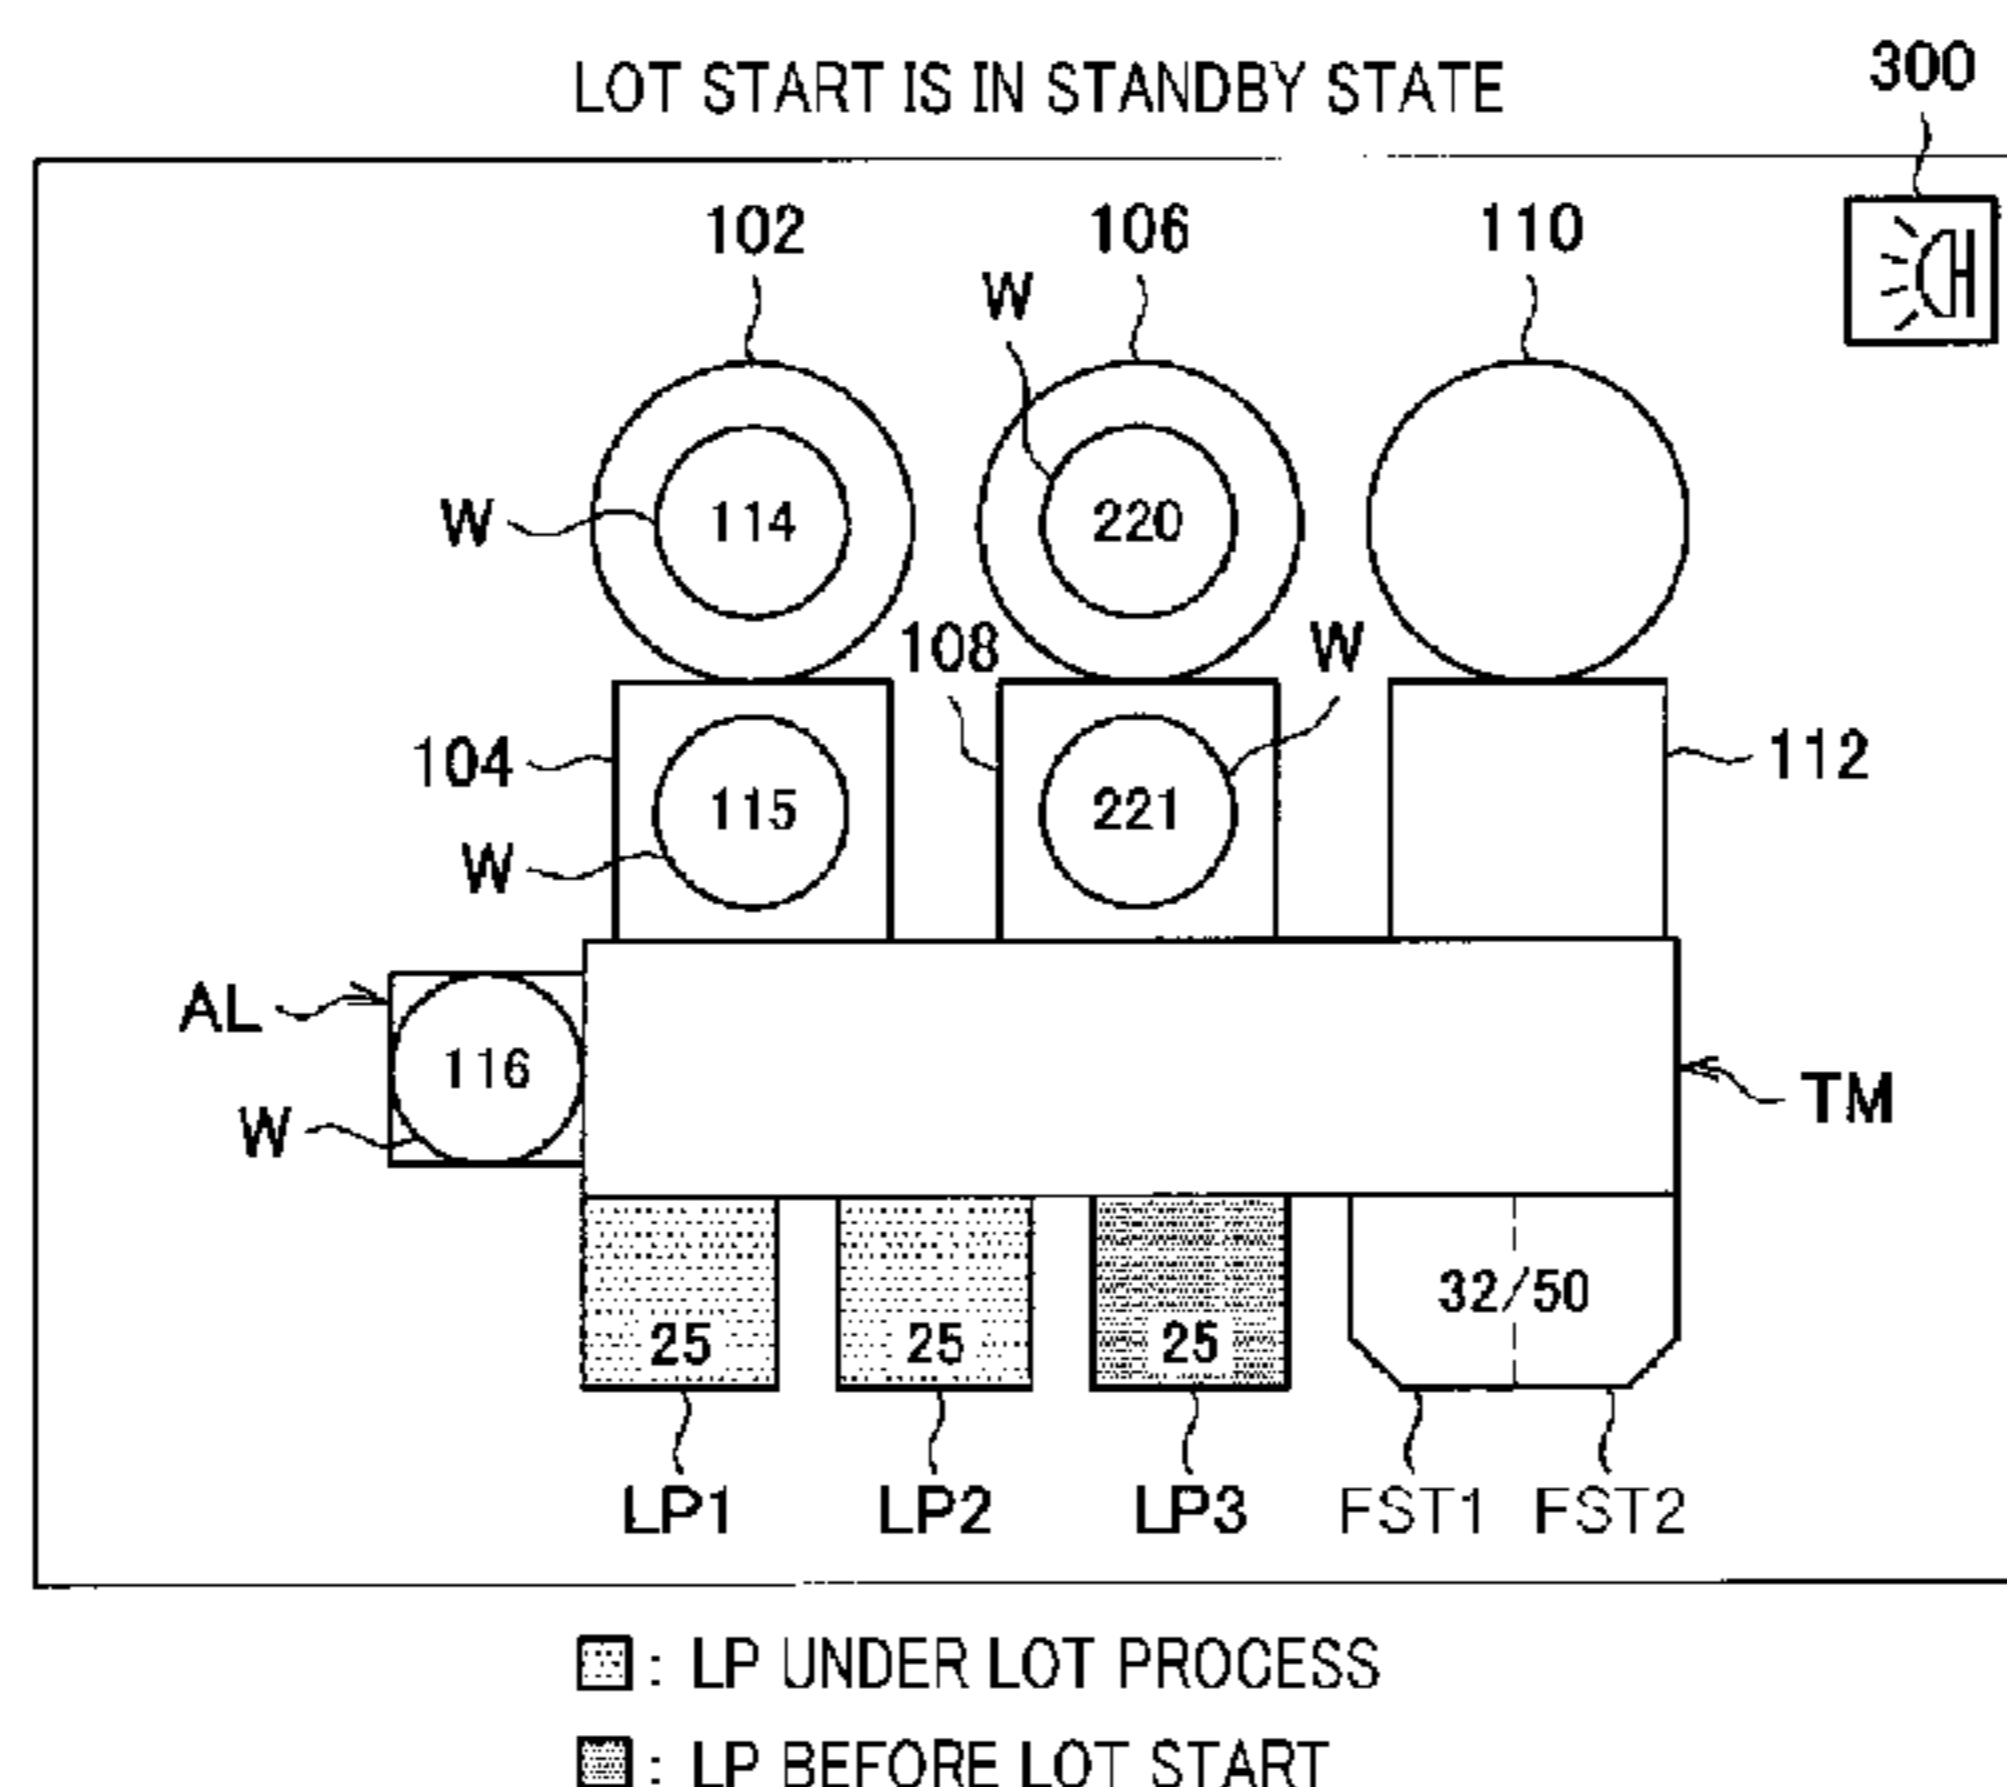 LOT START IS IN STANDBY STATE
300
102
106
110
W
W
114
220
108
W
104
115
221
112
W
AL
116
TM
W
32/50
25
25
25
LP1
LP2
LP3
FST1
FST2
: LP UNDER LOT PROCESS
: LP BEFORE LOT START